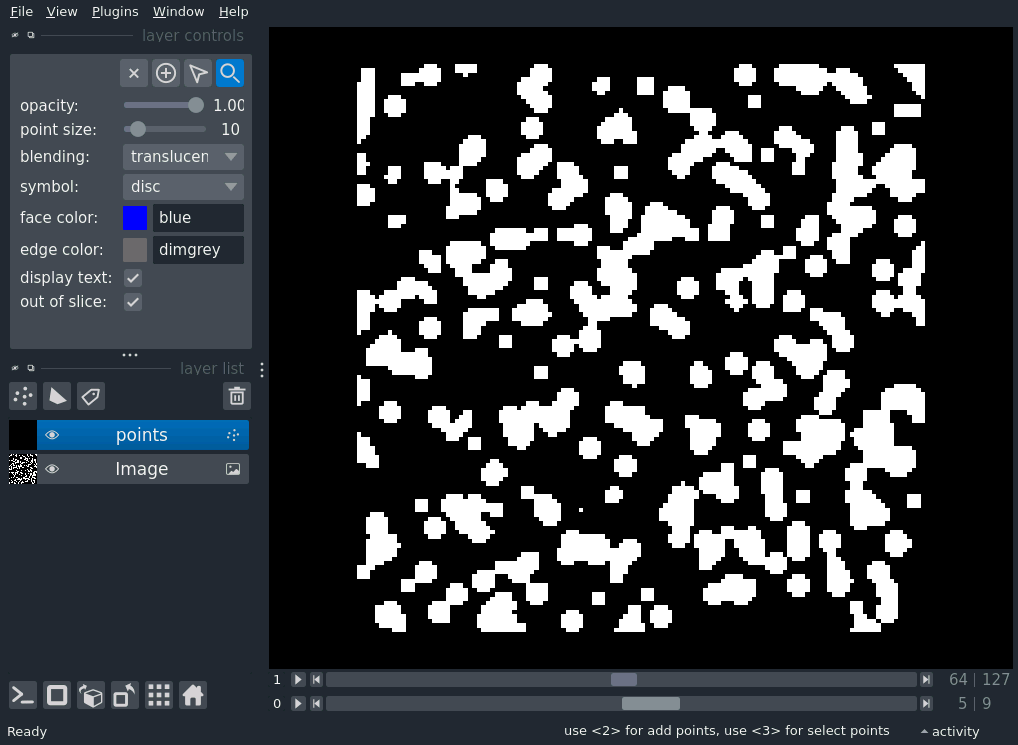 File View Plugins Window Help
layer controls
opacity: 1.00
point size: 10
blending: translucen
symbol: disc
face color: blue
edge color: dimgrey
display text:
out of slice:
layer list
points
Image
1 64 | 127
0 5 | 9
Ready use <2> for add points, use <3> for select points activity